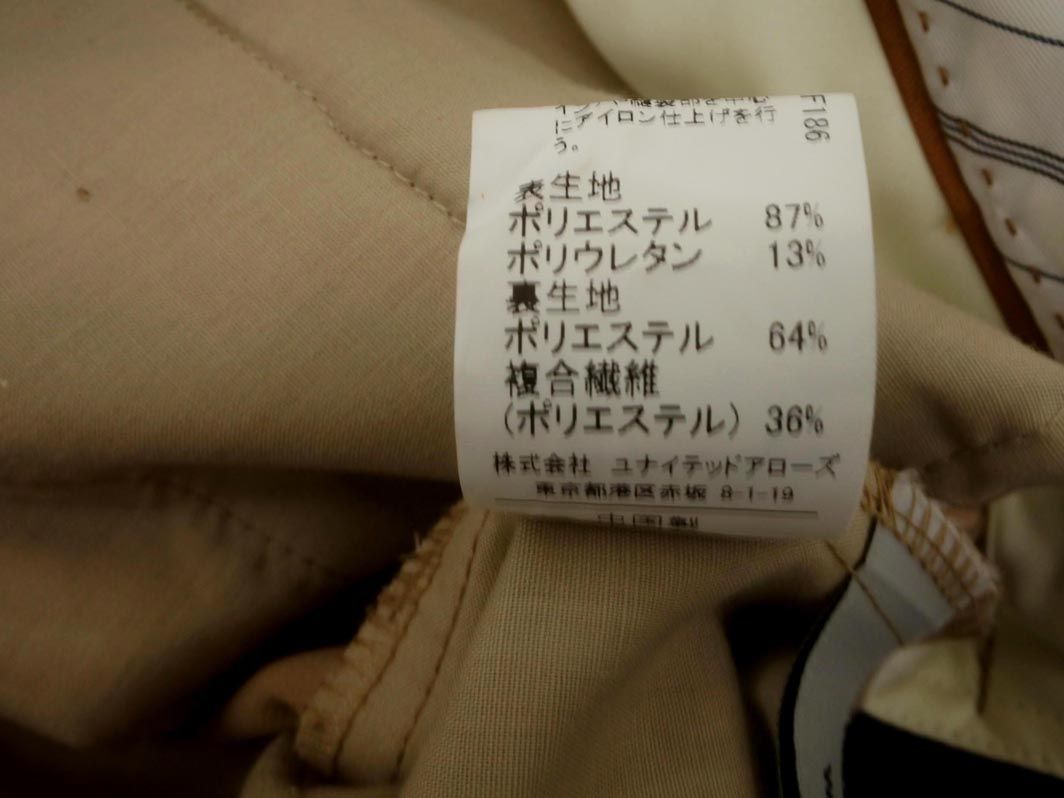 にアイロン仕上げを行
う。
F186
表生地
ポリエステル 87%
ポリウレタン 13%
裏生地
ポリエステル 64%
複合繊維
(ポリエステル) 36%
株式会社 ユナイテッドアローズ
東京都港区赤坂 8-1-19
中国製